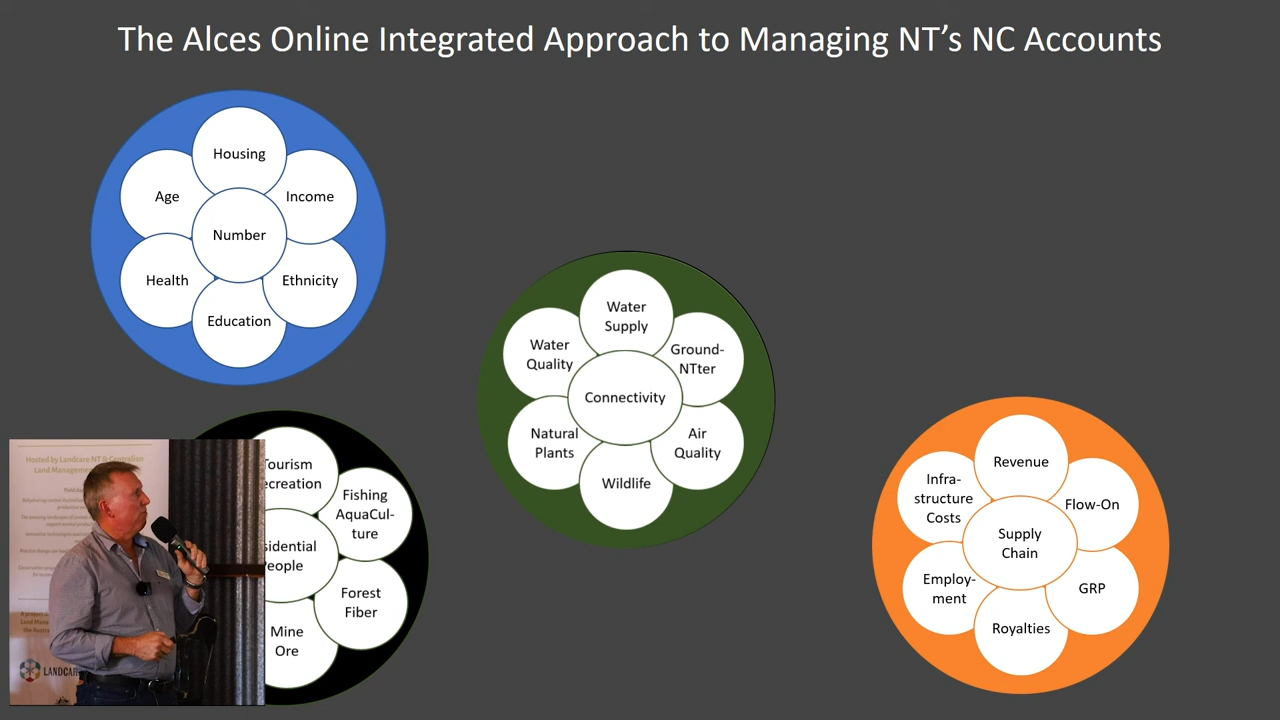 The Alces Online Integrated Approach to Managing NT's NC Accounts
Housing
Age
Income
Number
Health
Ethnicity
Education
Water
Supply
Water
Quality
Ground-
NTter
Connectivity
Natural
Plants
Air
Quality
Wildlife
Tourism
creation
Fishing
AquaCul-
ture
sidential
eople
Forest
Fiber
Mine
Ore
Revenue
Infra-
structure
Costs
Flow-On
Supply
Chain
Employ-
ment
GRP
Royalties
Hosted by Landcare NT & Centralian
Land Management
LANDCAR